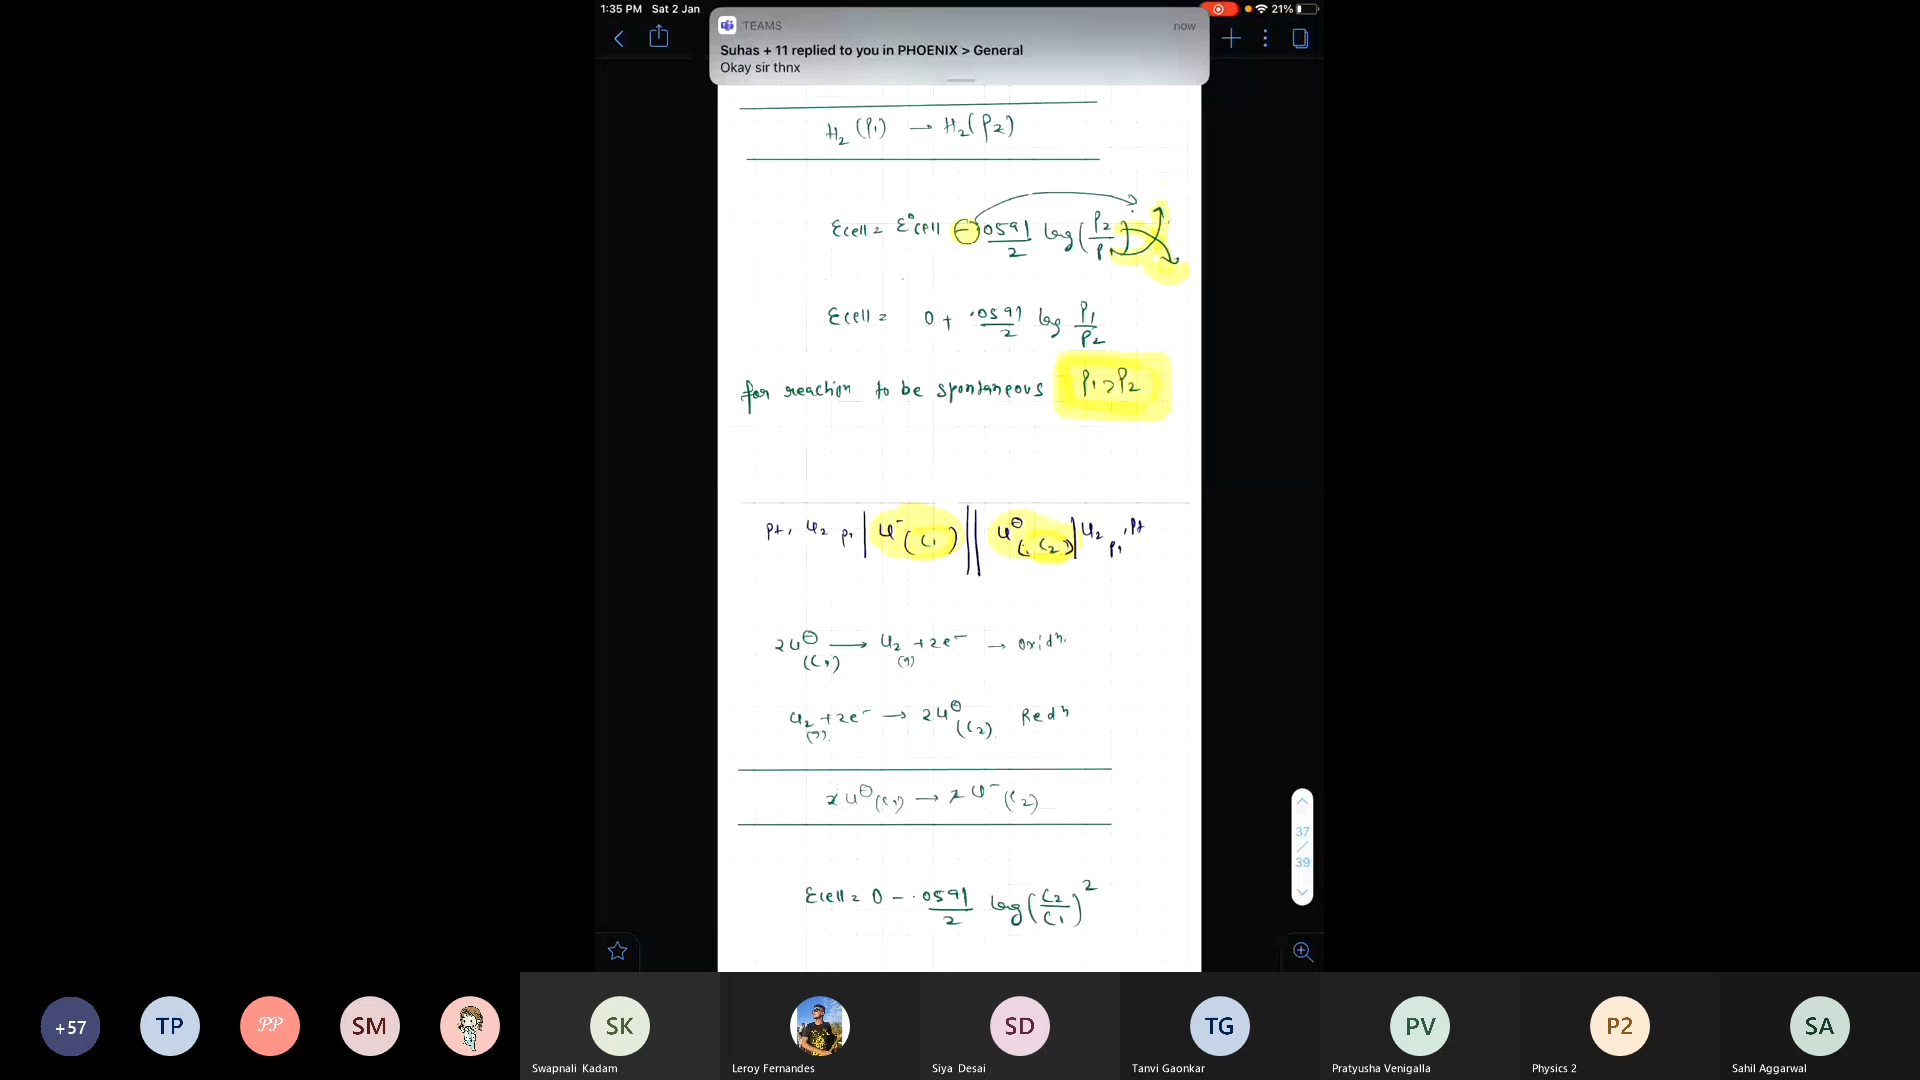 1:35 PM Sat 2 Jan
21%
TEAMS
now
Suhas + 11 replied to you in PHOENIX > General
Okay sir thnx
H₂ (P₁) → H₂(P₂)
Ecell = E°cell - .0591/2 log(P₂/P₁)
Ecell = 0 + .0591/2 log P₁/P₂
for reaction to be spontaneous P₁ > P₂
Pt, Cl₂ P₁ | Cl⁻ (C₁) || Cl⊖ (C₂) | Cl₂ P₁, Pt
2Cl⊖ (C₁) → Cl₂ (g) + 2e⁻ → Oxidn.
Cl₂ (g) + 2e⁻ → 2Cl⊖ (C₂) Redn
2Cl⊖ (C₁) → 2Cl⁻ (C₂)
Ecell = 0 - .0591/2 log(C₂/C₁)²
37
/
39
+57
TP
PP
SM
SK
SD
TG
PV
P2
SA
Swapnali Kadam
Leroy Fernandes
Siya Desai
Tanvi Gaonkar
Pratyusha Venigalla
Physics 2
Sahil Aggarwal